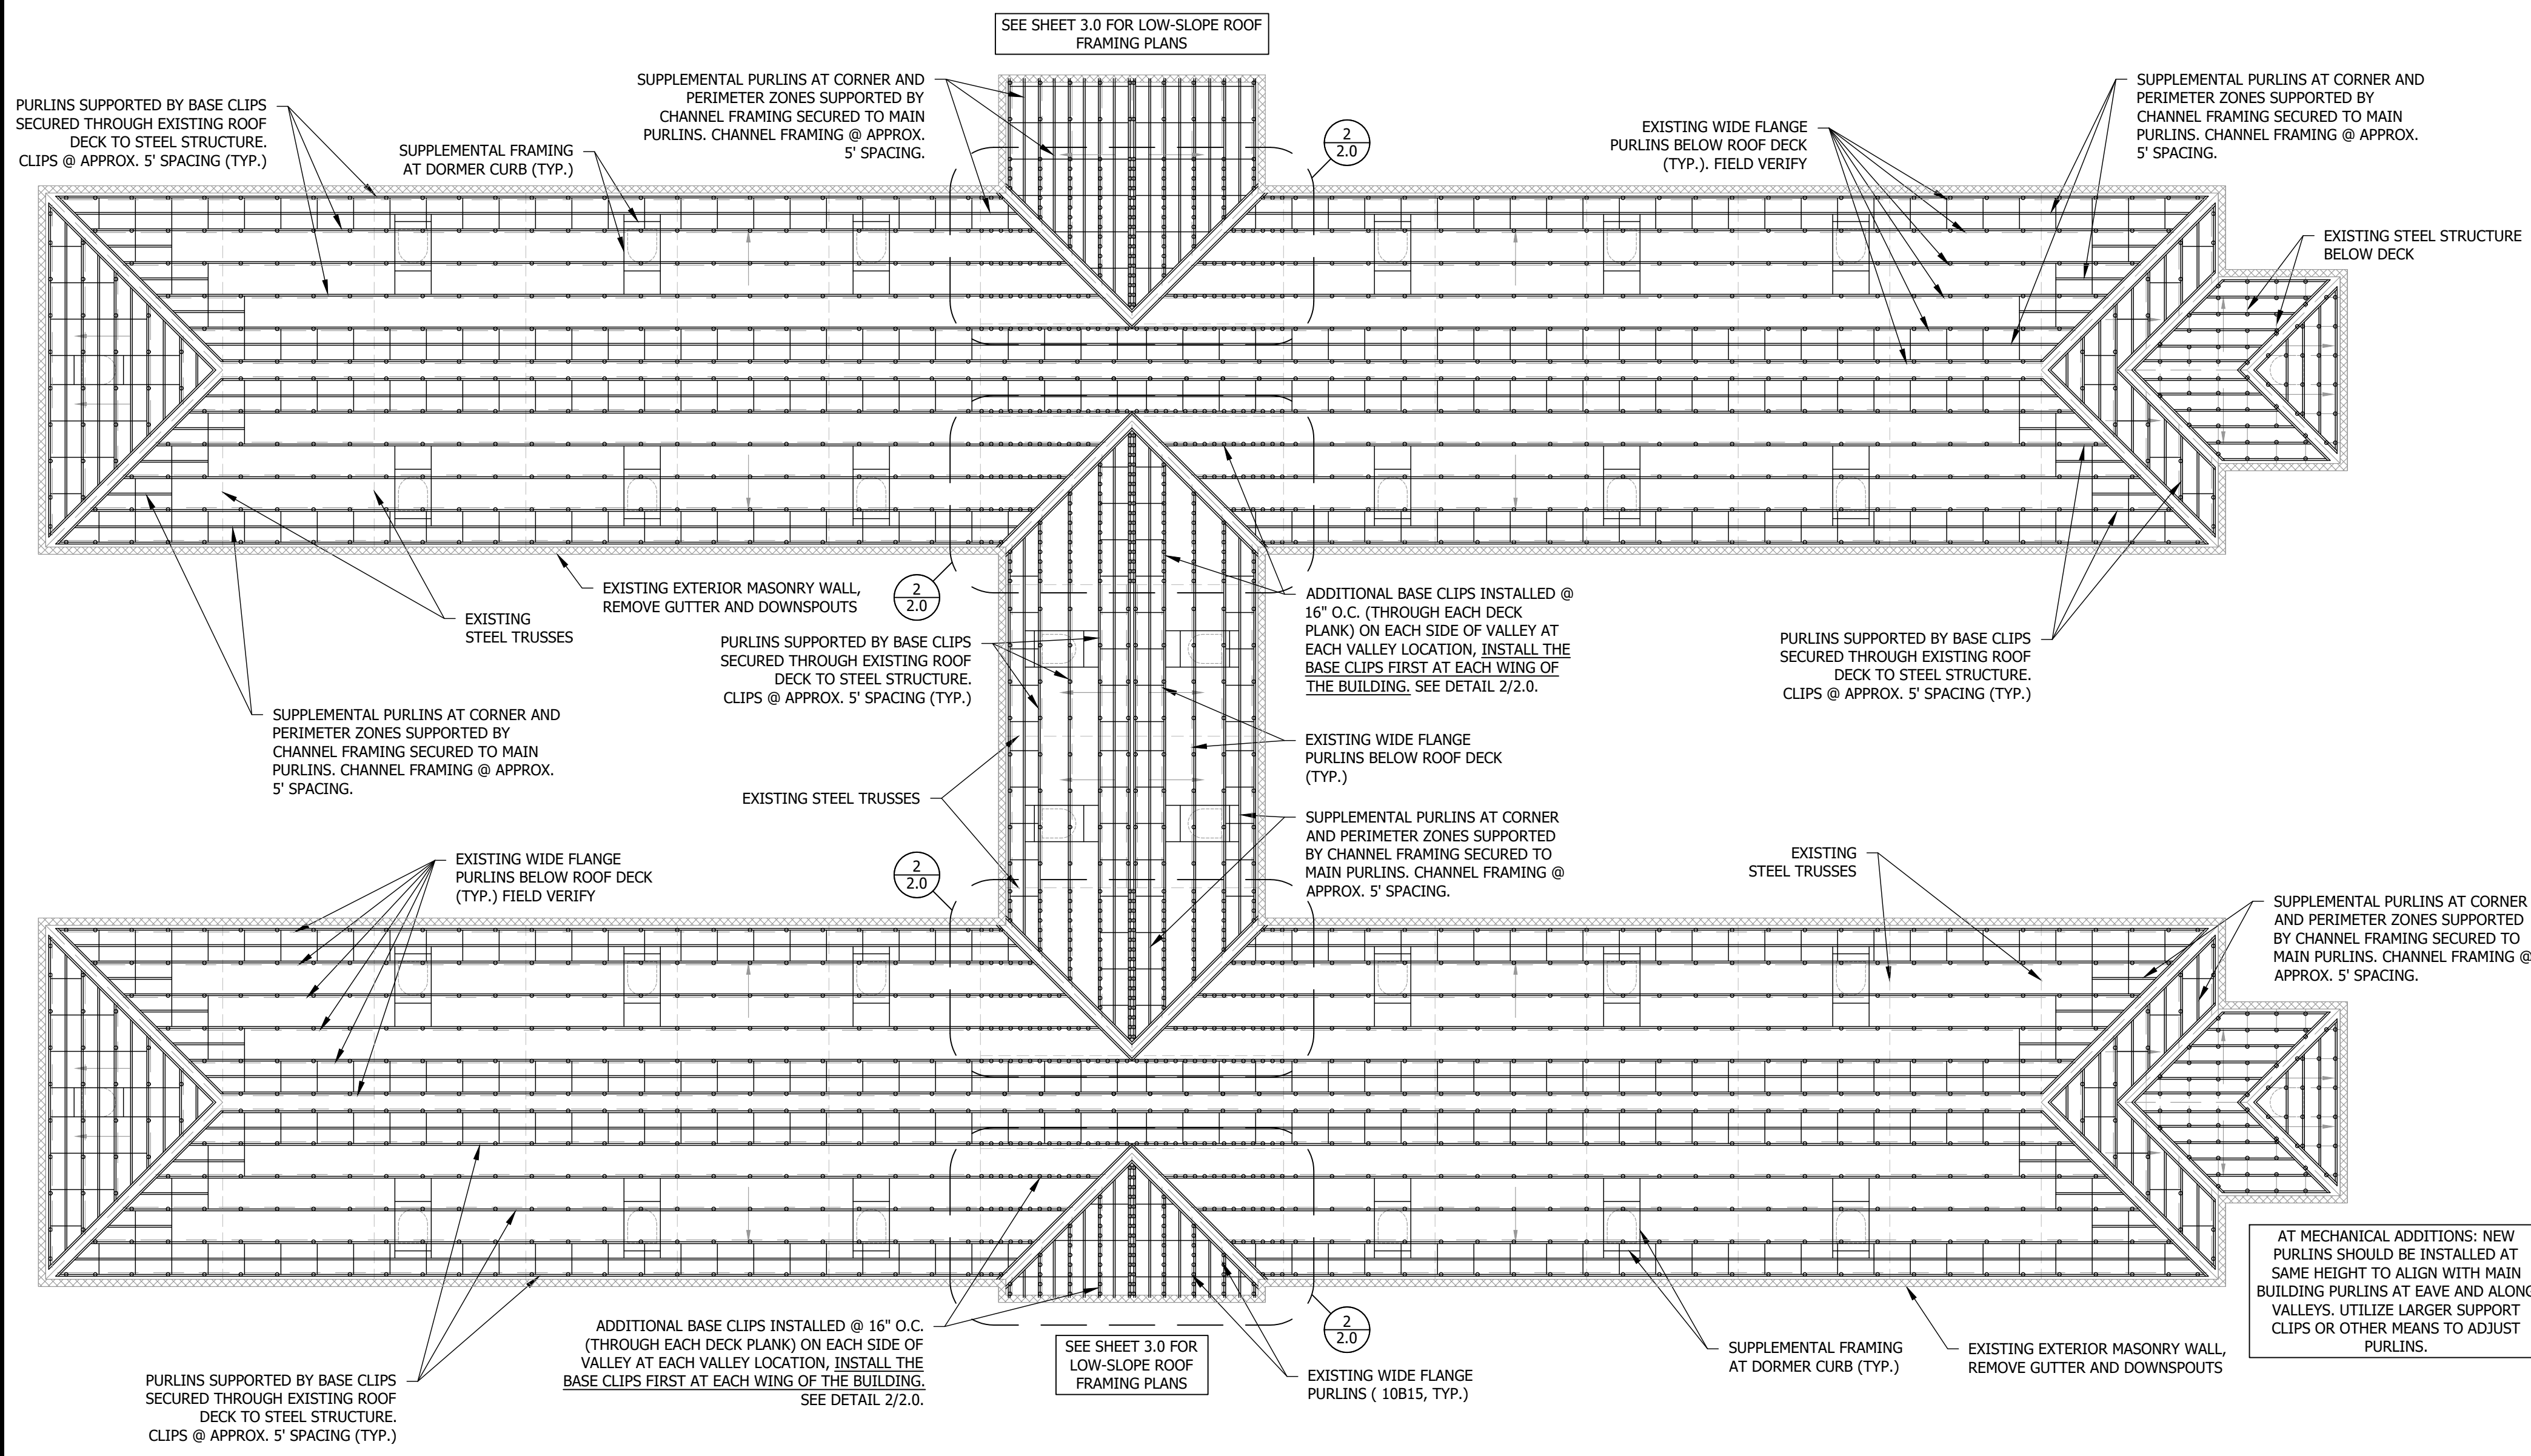 SEE SHEET 3.0 FOR LOW-SLOPE ROOF
FRAMING PLANS
PURLINS SUPPORTED BY BASE CLIPS
SECURED THROUGH EXISTING ROOF
DECK TO STEEL STRUCTURE.
CLIPS @ APPROX. 5' SPACING (TYP.)
SUPPLEMENTAL FRAMING
AT DORMER CURB (TYP.)
SUPPLEMENTAL PURLINS AT CORNER AND
PERIMETER ZONES SUPPORTED BY
CHANNEL FRAMING SECURED TO MAIN
PURLINS. CHANNEL FRAMING @ APPROX.
5' SPACING.
2
2.0
EXISTING WIDE FLANGE
PURLINS BELOW ROOF DECK
(TYP.). FIELD VERIFY
SUPPLEMENTAL PURLINS AT CORNER AND
PERIMETER ZONES SUPPORTED BY
CHANNEL FRAMING SECURED TO MAIN
PURLINS. CHANNEL FRAMING @ APPROX.
5' SPACING.
EXISTING STEEL STRUCTURE
BELOW DECK
EXISTING
STEEL TRUSSES
EXISTING EXTERIOR MASONRY WALL,
REMOVE GUTTER AND DOWNSPOUTS
2
2.0
SUPPLEMENTAL PURLINS AT CORNER AND
PERIMETER ZONES SUPPORTED BY
CHANNEL FRAMING SECURED TO MAIN
PURLINS. CHANNEL FRAMING @ APPROX.
5' SPACING.
PURLINS SUPPORTED BY BASE CLIPS
SECURED THROUGH EXISTING ROOF
DECK TO STEEL STRUCTURE.
CLIPS @ APPROX. 5' SPACING (TYP.)
EXISTING STEEL TRUSSES
ADDITIONAL BASE CLIPS INSTALLED @
16" O.C. (THROUGH EACH DECK
PLANK) ON EACH SIDE OF VALLEY AT
EACH VALLEY LOCATION, INSTALL THE
BASE CLIPS FIRST AT EACH WING OF
THE BUILDING. SEE DETAIL 2/2.0.
EXISTING WIDE FLANGE
PURLINS BELOW ROOF DECK
(TYP.)
SUPPLEMENTAL PURLINS AT CORNER
AND PERIMETER ZONES SUPPORTED
BY CHANNEL FRAMING SECURED TO
MAIN PURLINS. CHANNEL FRAMING @
APPROX. 5' SPACING.
PURLINS SUPPORTED BY BASE CLIPS
SECURED THROUGH EXISTING ROOF
DECK TO STEEL STRUCTURE.
CLIPS @ APPROX. 5' SPACING (TYP.)
EXISTING WIDE FLANGE
PURLINS BELOW ROOF DECK
(TYP.) FIELD VERIFY
2
2.0
EXISTING
STEEL TRUSSES
SUPPLEMENTAL PURLINS AT CORNER
AND PERIMETER ZONES SUPPORTED
BY CHANNEL FRAMING SECURED TO
MAIN PURLINS. CHANNEL FRAMING @
APPROX. 5' SPACING.
PURLINS SUPPORTED BY BASE CLIPS
SECURED THROUGH EXISTING ROOF
DECK TO STEEL STRUCTURE.
CLIPS @ APPROX. 5' SPACING (TYP.)
ADDITIONAL BASE CLIPS INSTALLED @ 16" O.C.
(THROUGH EACH DECK PLANK) ON EACH SIDE OF
VALLEY AT EACH VALLEY LOCATION, INSTALL THE
BASE CLIPS FIRST AT EACH WING OF THE BUILDING.
SEE DETAIL 2/2.0.
SEE SHEET 3.0 FOR
LOW-SLOPE ROOF
FRAMING PLANS
2
2.0
EXISTING WIDE FLANGE
PURLINS ( 10B15, TYP.)
SUPPLEMENTAL FRAMING
AT DORMER CURB (TYP.)
EXISTING EXTERIOR MASONRY WALL,
REMOVE GUTTER AND DOWNSPOUTS
AT MECHANICAL ADDITIONS: NEW
PURLINS SHOULD BE INSTALLED AT
SAME HEIGHT TO ALIGN WITH MAIN
BUILDING PURLINS AT EAVE AND ALONG
VALLEYS. UTILIZE LARGER SUPPORT
CLIPS OR OTHER MEANS TO ADJUST
PURLINS.